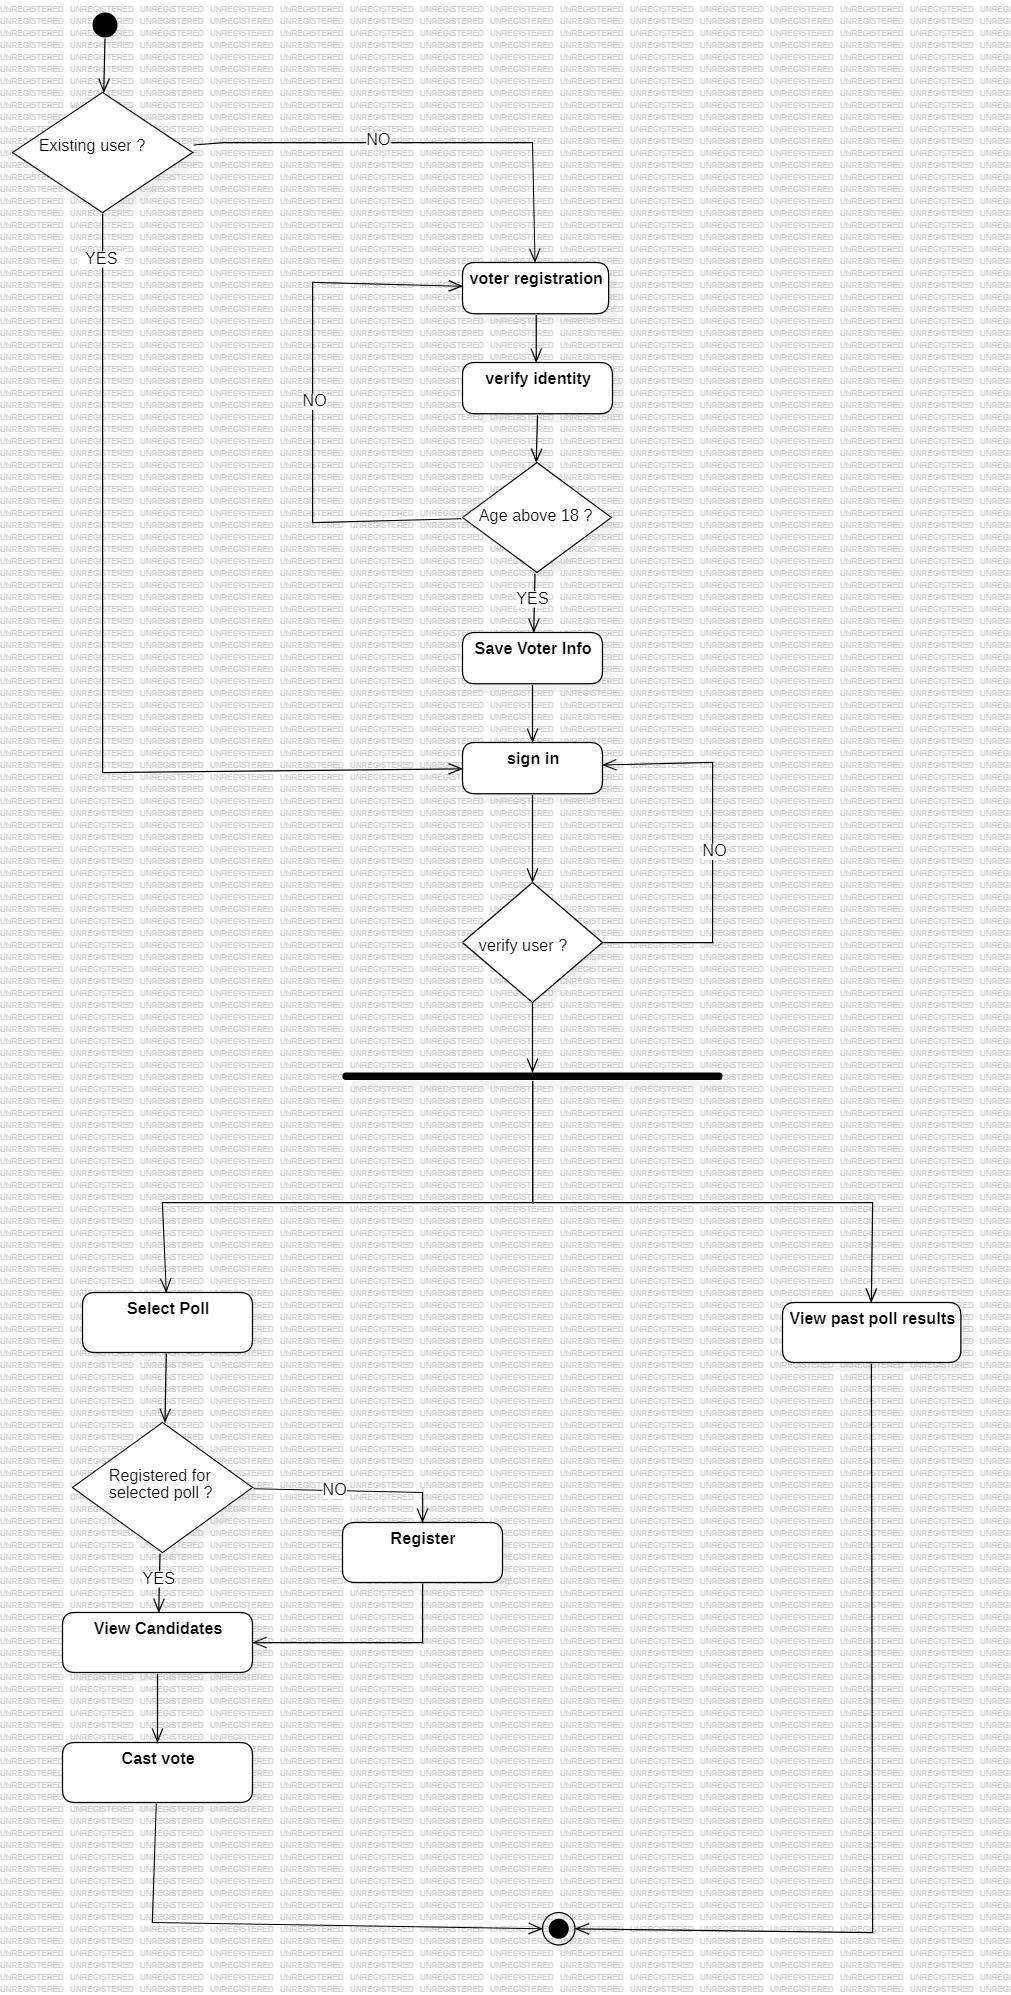 Existing user ?
NO
YES
voter registration
verify identity
NO
Age above 18 ?
YES
Save Voter Info
sign in
NO
verify user ?
Select Poll
View past poll results
Registered for
selected poll ?
NO
Register
YES
View Candidates
Cast vote
UNREGISTERED